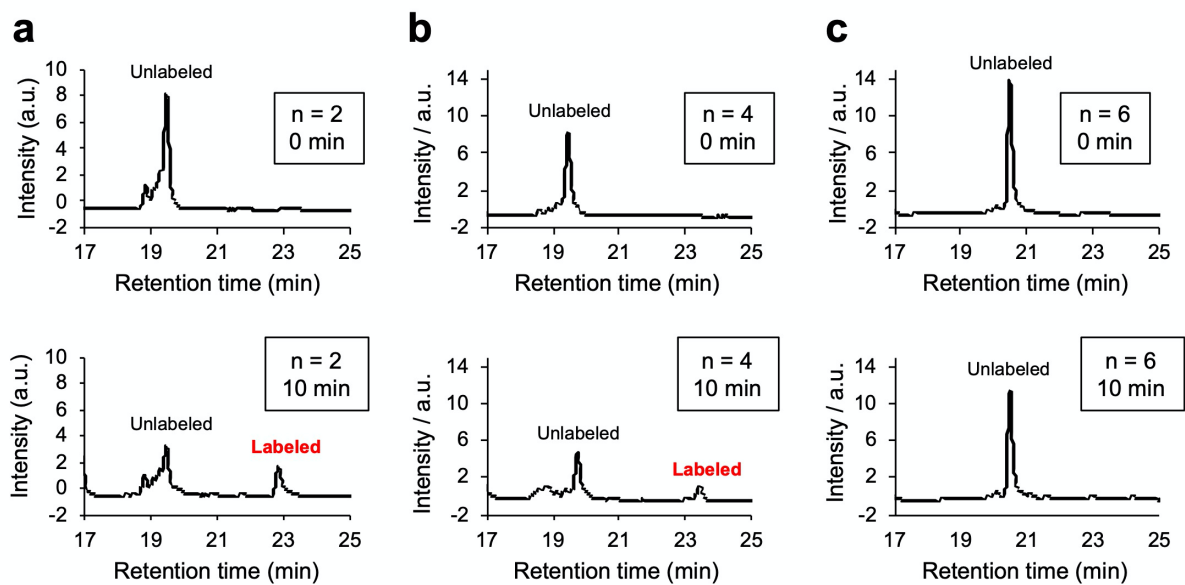 a
10
8
6
4
2
0
-2
Intensity (a.u.)
Unlabeled
n = 2
0 min
17 19 21 23 25
Retention time (min)
b
14
10
6
2
-2
Intensity / a.u.
Unlabeled
n = 4
0 min
17 19 21 23 25
Retention time (min)
c
14
10
6
2
-2
Intensity / a.u.
Unlabeled
n = 6
0 min
17 19 21 23 25
Retention time (min)
10
8
6
4
2
0
-2
Intensity (a.u.)
n = 2
10 min
Unlabeled
Labeled
17 19 21 23 25
Retention time (min)
14
10
6
2
-2
Intensity / a.u.
n = 4
10 min
Unlabeled
Labeled
17 19 21 23 25
Retention time (min)
14
10
6
2
-2
Intensity / a.u.
n = 6
10 min
Unlabeled
17 19 21 23 25
Retention time (min)